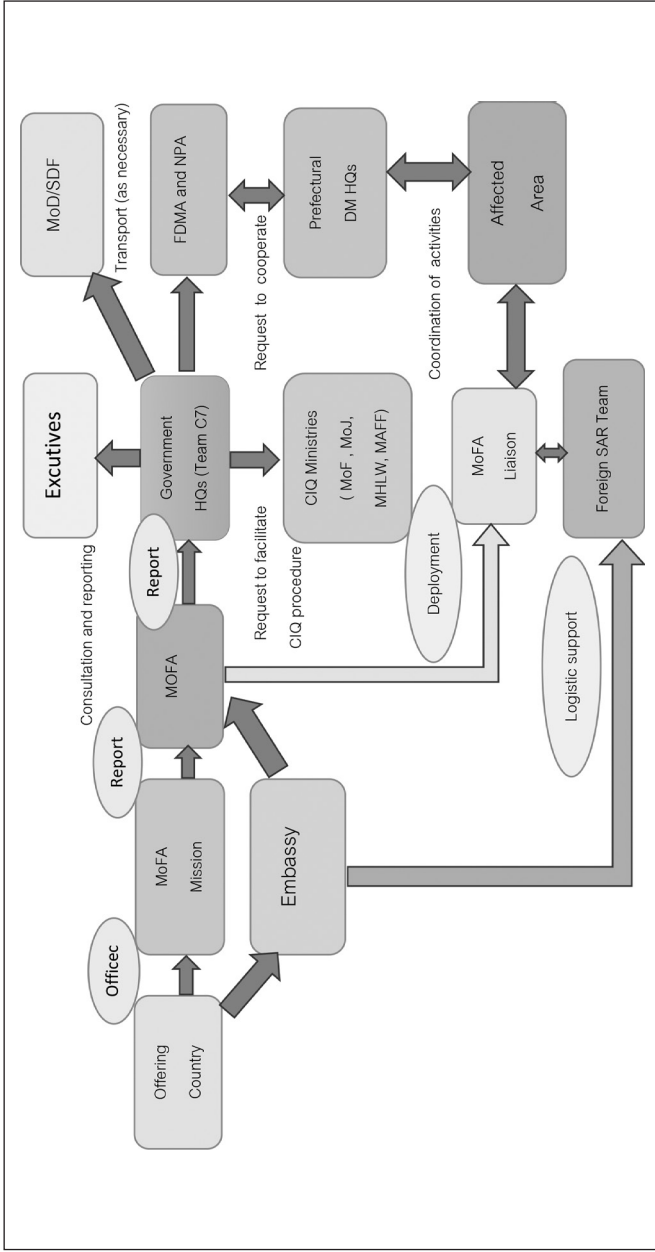 Offering
Country
Officec
MoFA
Mission
Embassy
Report
MOFA
Report
Consultation and reporting
Excutives
Government
HQs (Team C7)
Request to facilitate
CIQ procedure
CIQ Ministries
( MoF , MoJ,
MHLW, MAFF)
MoD/SDF
Transport (as necessary)
FDMA and NPA
Request to cooperate
Prefectural
DM HQs
Coordination of activities
Affected
Area
Deployment
MoFA
Liaison
Foreign SAR Team
Logistic support